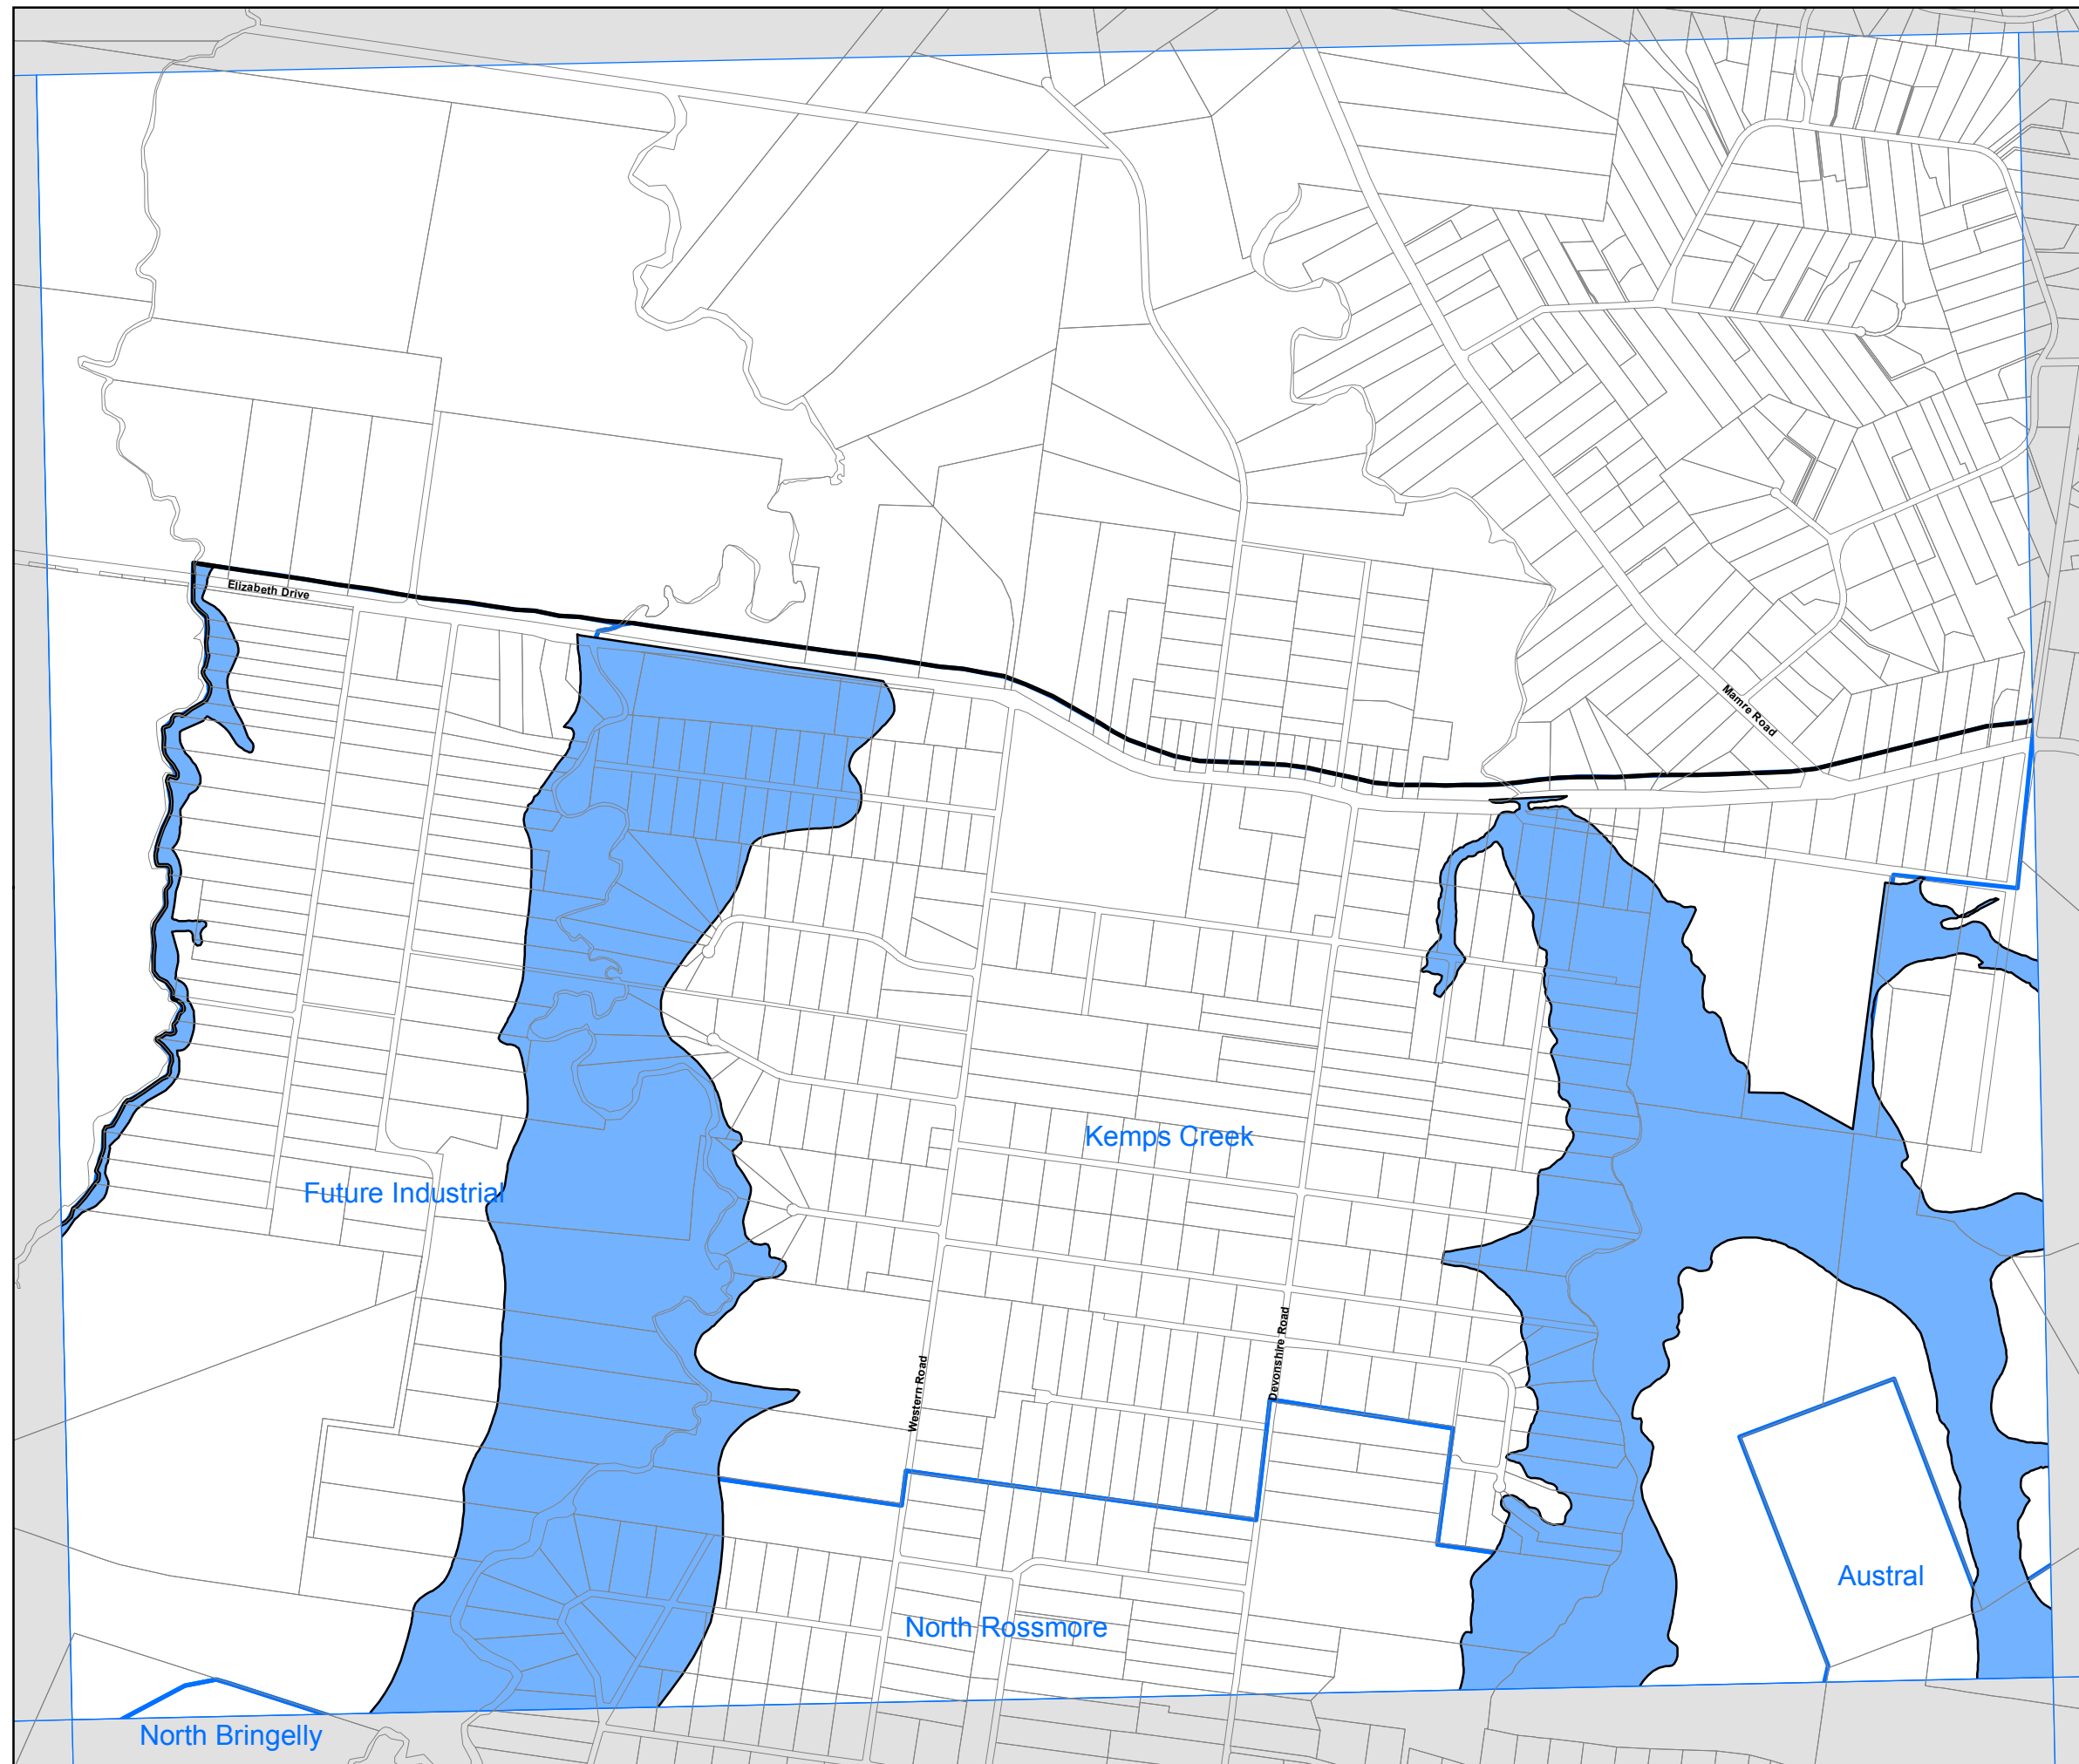 Elizabeth Drive
Mamre Road
Kemps Creek
Future Industrial
Devonshire Road
Western Road
Austral
North Rossmore
North Bringelly